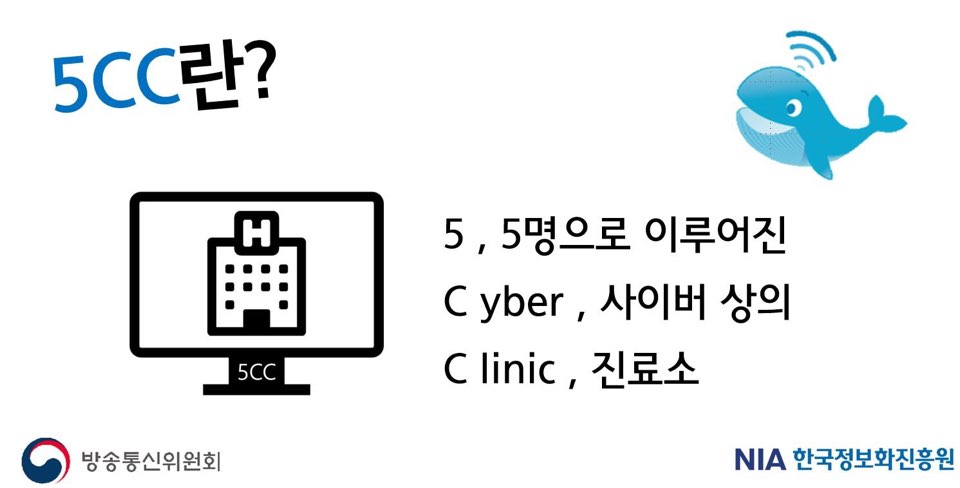 5CC란?
H
5CC
5 , 5명으로 이루어진
C yber , 사이버 상의
C linic , 진료소
방송통신위원회
NIA 한국정보화진흥원